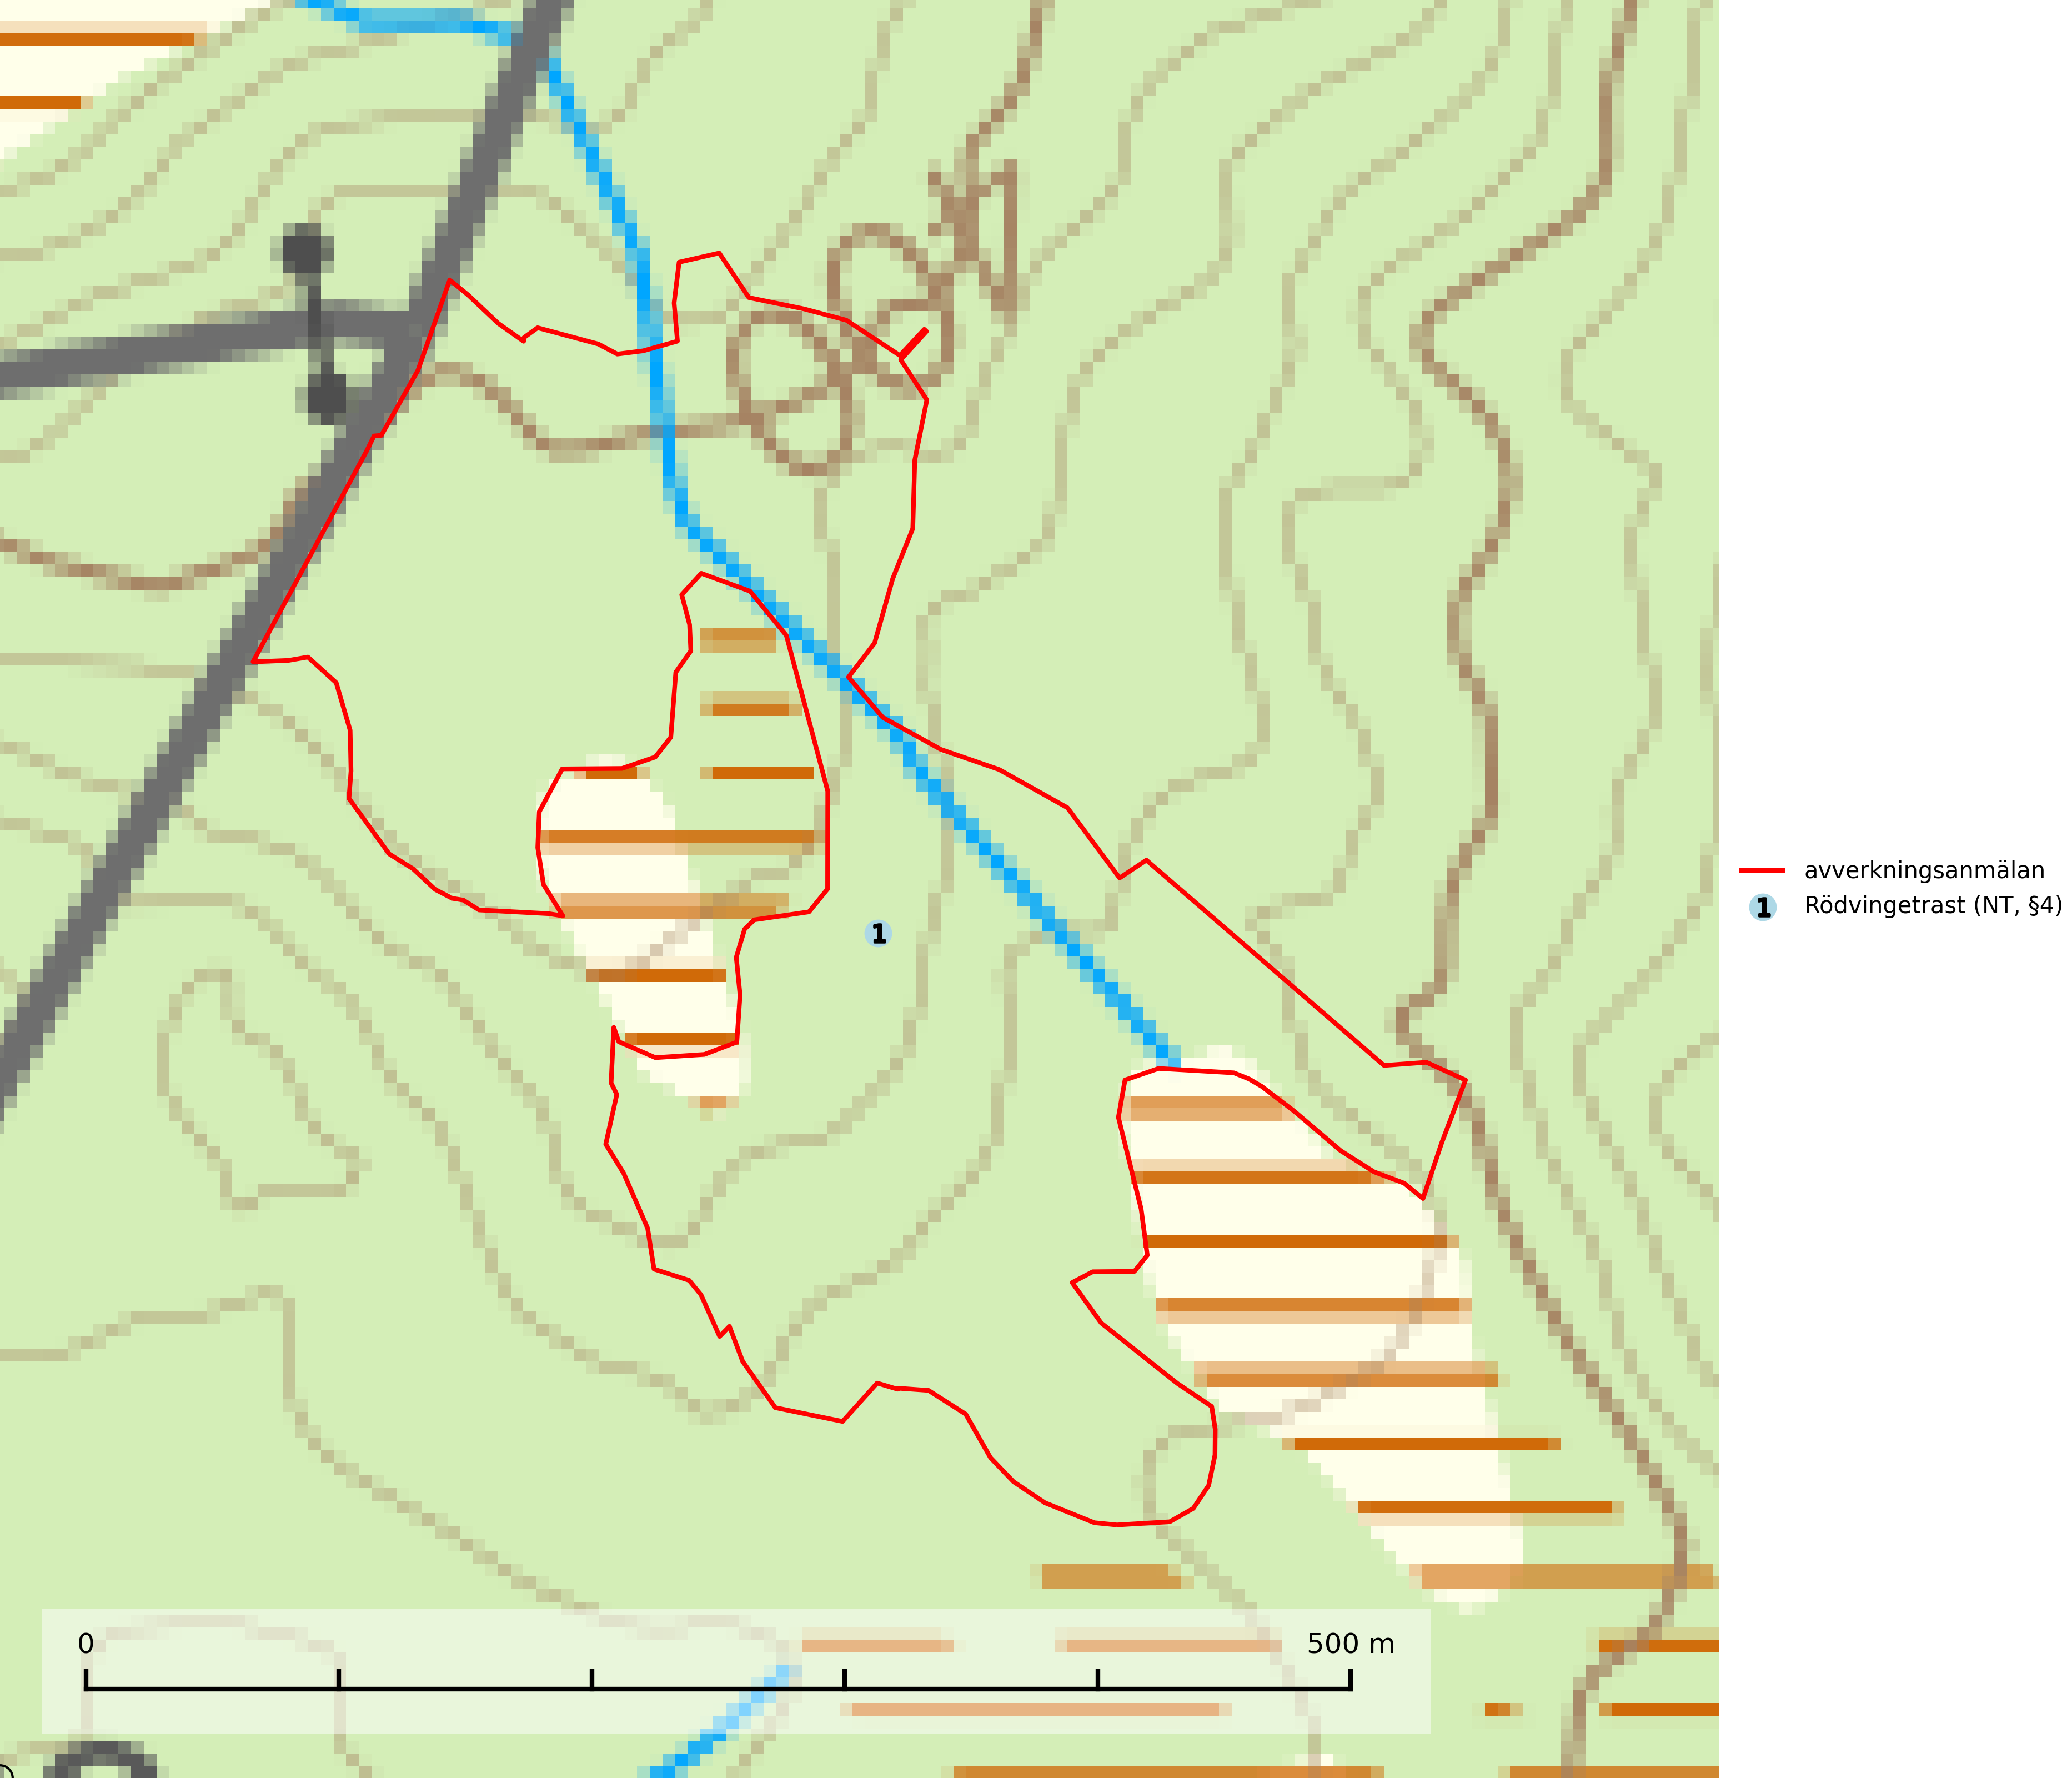 avverkningsanmälan
1 Rödvingetrast (NT, §4)
1
0 500 m